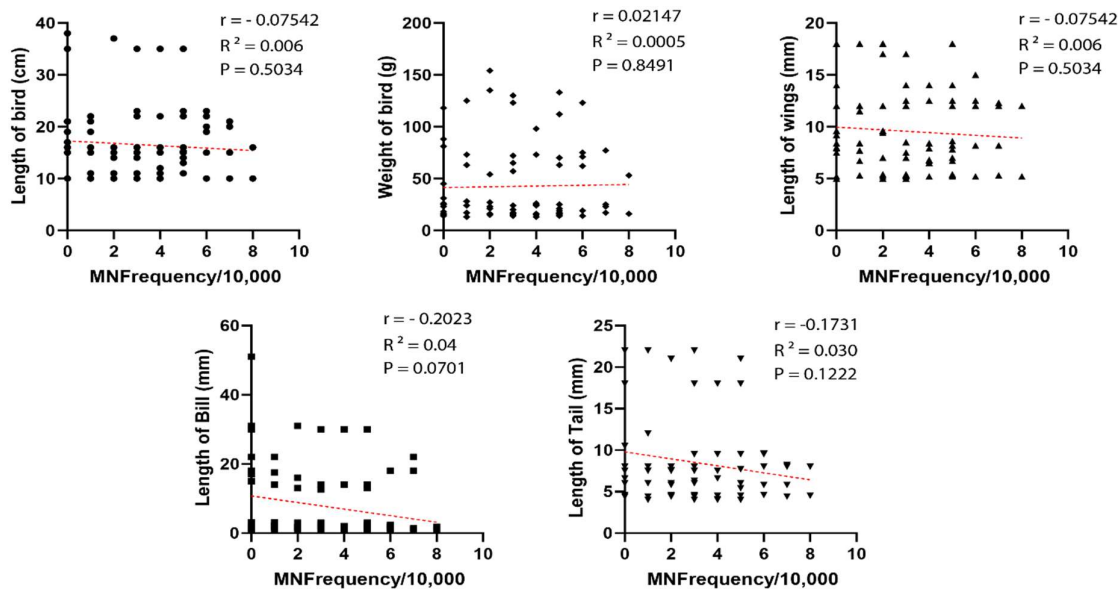 Length of bird (cm)
40
30
20
10
0
0 2 4 6 8 10
MNFrequency/10,000
r = - 0.07542
R² = 0.006
P = 0.5034
Weight of bird (g)
200
150
100
50
0
0 2 4 6 8 10
MNFrequency/10,000
r = 0.02147
R² = 0.0005
P = 0.8491
Length of wings (mm)
20
15
10
5
0
0 2 4 6 8 10
MNFrequency/10,000
r = - 0.07542
R² = 0.006
P = 0.5034
Length of Bill (mm)
60
40
20
0
0 2 4 6 8 10
MNFrequency/10,000
r = - 0.2023
R² = 0.04
P = 0.0701
Length of Tail (mm)
25
20
15
10
5
0
0 2 4 6 8 10
MNFrequency/10,000
r = -0.1731
R² = 0.030
P = 0.1222